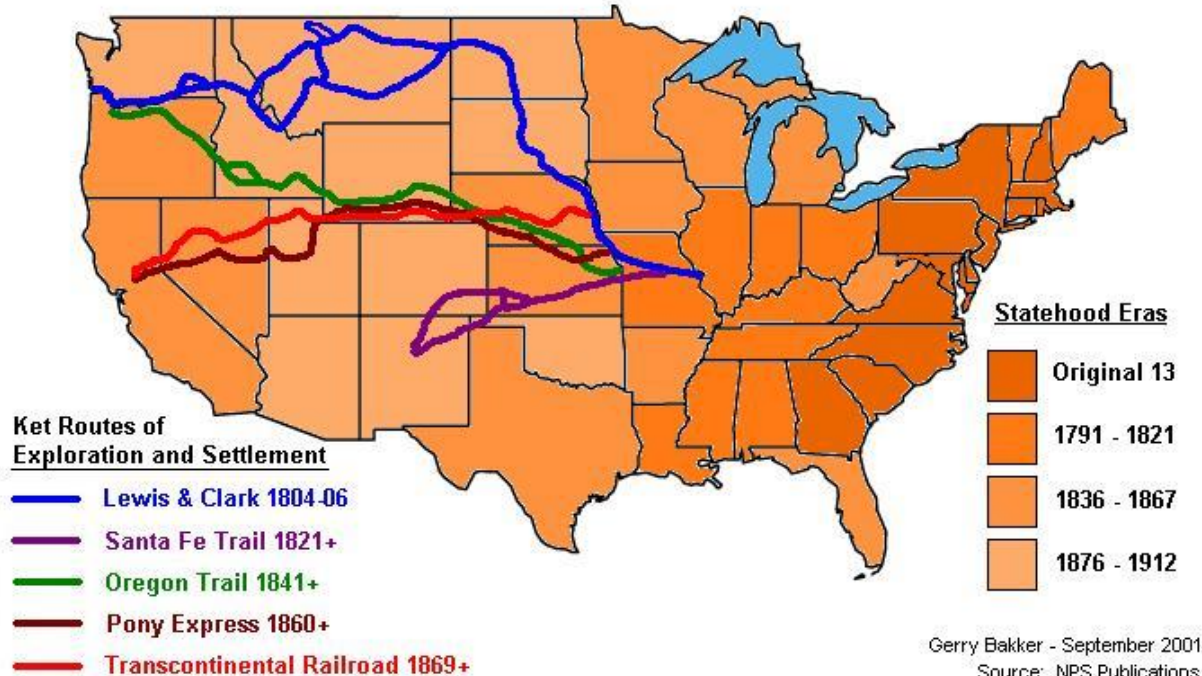 Statehood Eras
Original 13
1791 - 1821
1836 - 1867
1876 - 1912
Ket Routes of
Exploration and Settlement
Lewis & Clark 1804-06
Santa Fe Trail 1821+
Oregon Trail 1841+
Pony Express 1860+
Transcontinental Railroad 1869+
Gerry Bakker - September 2001
Source: NPS Publications